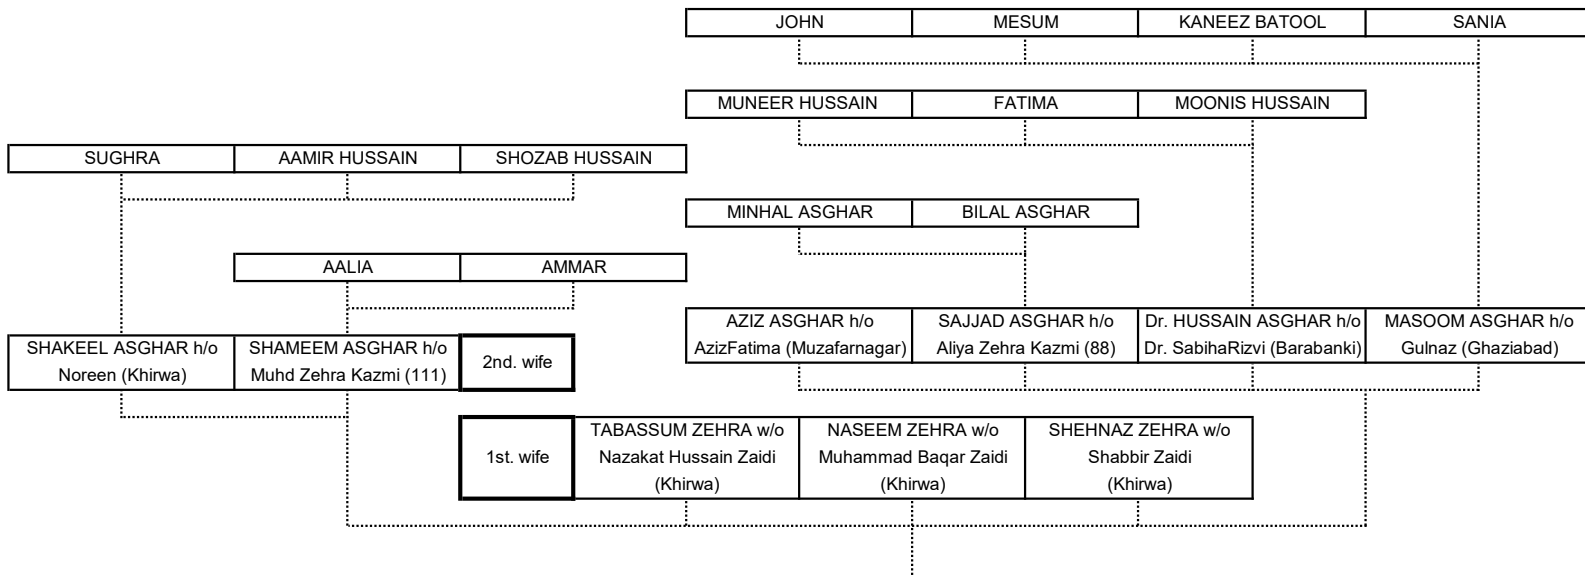 JOHN MESUM KANEEZ BATOOL SANIA
MUNEER HUSSAIN FATIMA MOONIS HUSSAIN
SUGHRA AAMIR HUSSAIN SHOZAB HUSSAIN
MINHAL ASGHAR BILAL ASGHAR
AALIA AMMAR
AZIZ ASGHAR h/o
AzizFatima (Muzafarnagar)
SAJJAD ASGHAR h/o
Aliya Zehra Kazmi (88)
Dr. HUSSAIN ASGHAR h/o
Dr. SabihaRizvi (Barabanki)
MASOOM ASGHAR h/o
Gulnaz (Ghaziabad)
SHAKEEL ASGHAR h/o
Noreen (Khirwa)
SHAMEEM ASGHAR h/o
Muhd Zehra Kazmi (111)
2nd. wife
1st. wife
TABASSUM ZEHRA w/o
Nazakat Hussain Zaidi
(Khirwa)
NASEEM ZEHRA w/o
Muhammad Baqar Zaidi
(Khirwa)
SHEHNAZ ZEHRA w/o
Shabbir Zaidi
(Khirwa)